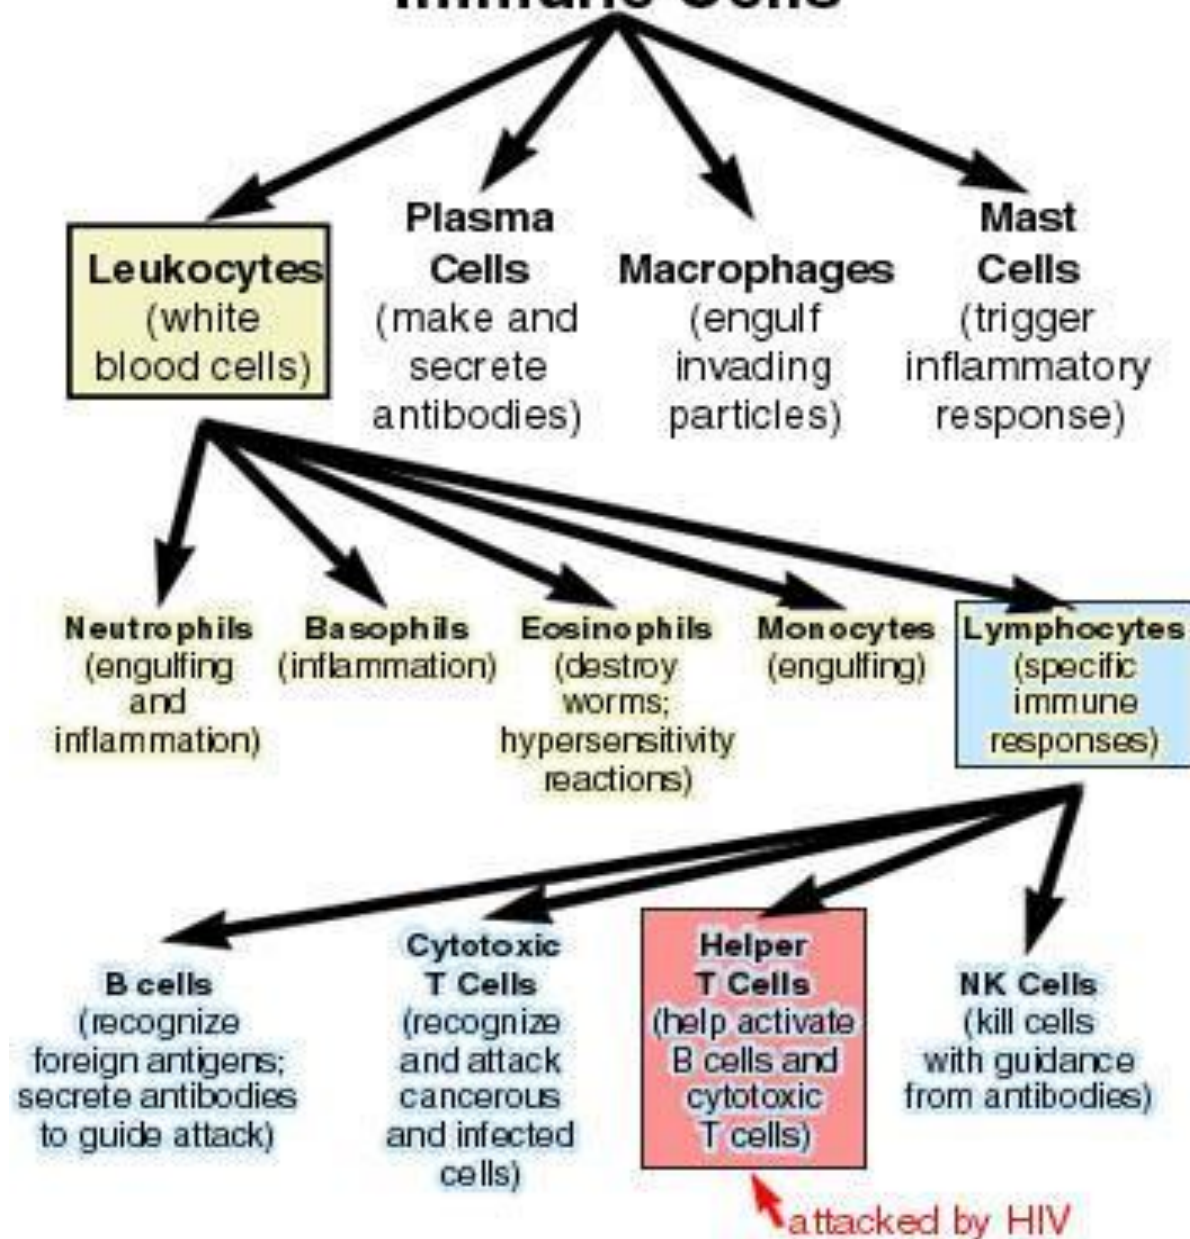 Immune Cells
Leukocytes
(white
blood cells)
Plasma
Cells
(make and
secrete
antibodies)
Macrophages
(engulf
invading
particles)
Mast
Cells
(trigger
inflammatory
response)
Neutrophils
(engulfing
and
inflammation)
Basophils
(inflammation)
Eosinophils
(destroy
worms;
hypersensitivity
reactions)
Monocytes
(engulfing)
Lymphocytes
(specific
immune
responses)
B cells
(recognize
foreign antigens;
secrete antibodies
to guide attack)
Cytotoxic
T Cells
(recognize
and attack
cancerous
and infected
cells)
Helper
T Cells
(help activate
B cells and
cytotoxic
T cells)
NK Cells
(kill cells
with guidance
from antibodies)
attacked by HIV